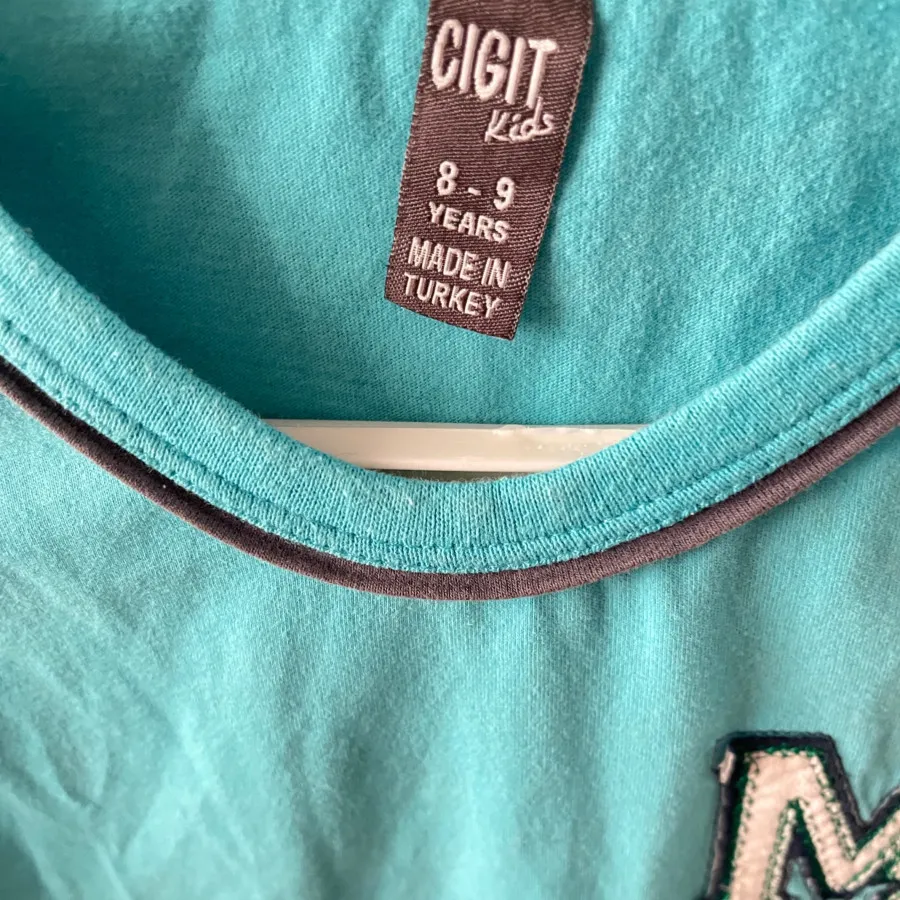 CIGIT
Kids
8 - 9
YEARS
MADE IN
TURKEY
M